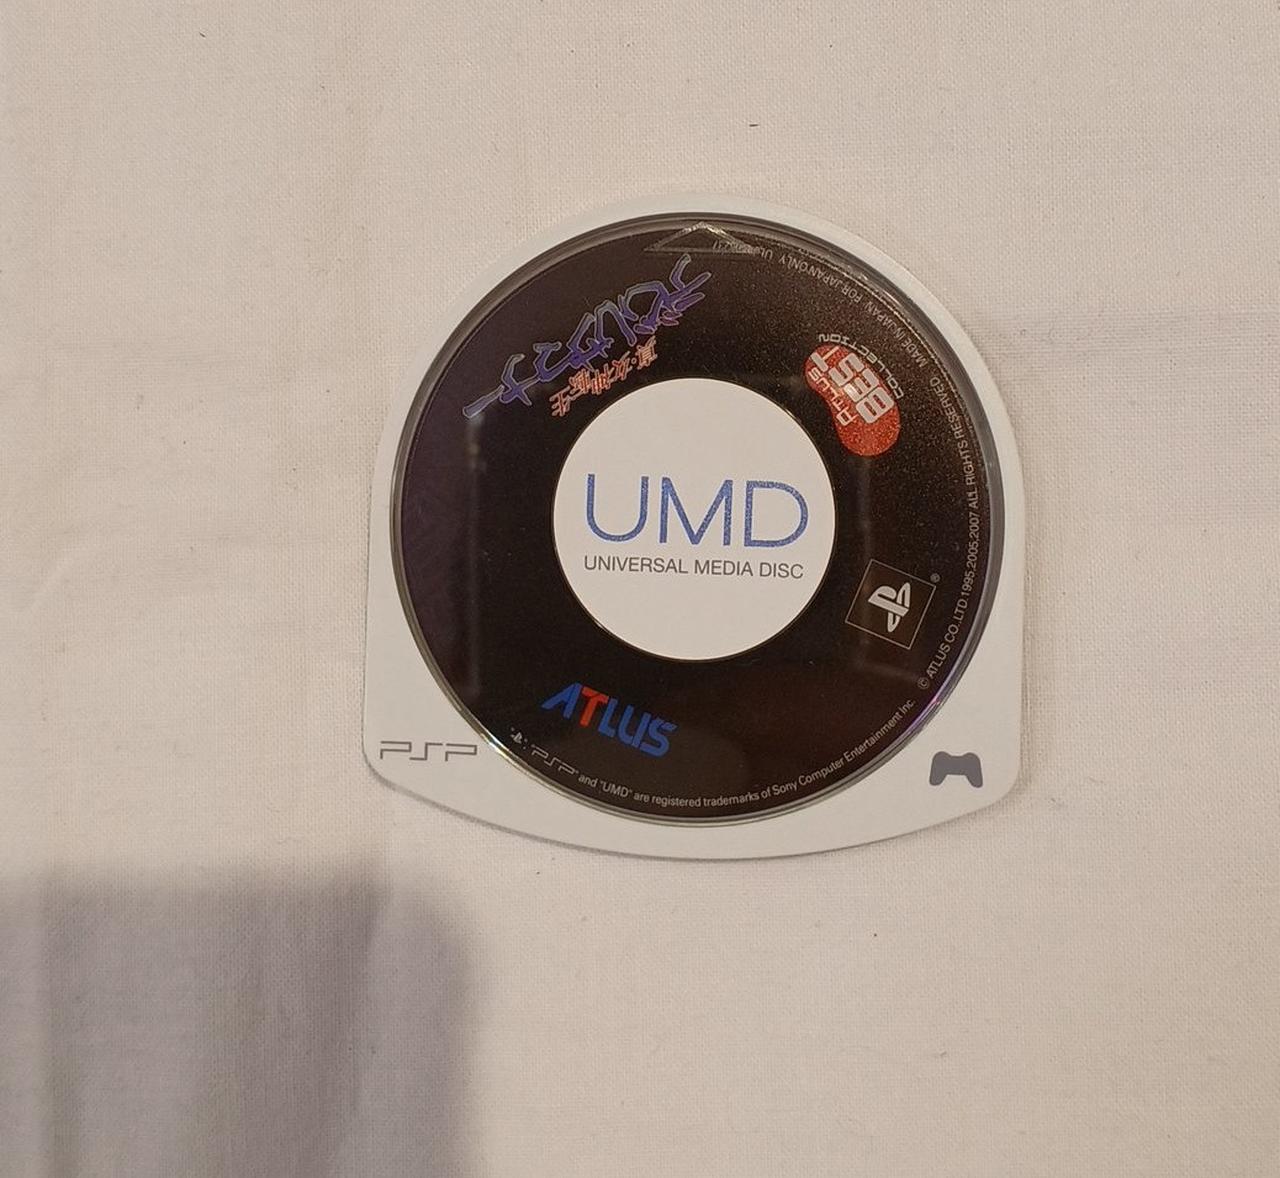 真・女神転生
デビルサマナー
ATLUS
BEST
COLLECTION
MADE IN JAPAN FOR JAPAN ONLY
UMD
UNIVERSAL MEDIA DISC
ATLUS
PSP
© ATLUS CO.,LTD.1995,2005,2007 ALL RIGHTS RESERVED.
PSP" and "UMD" are registered trademarks of Sony Computer Entertainment Inc.